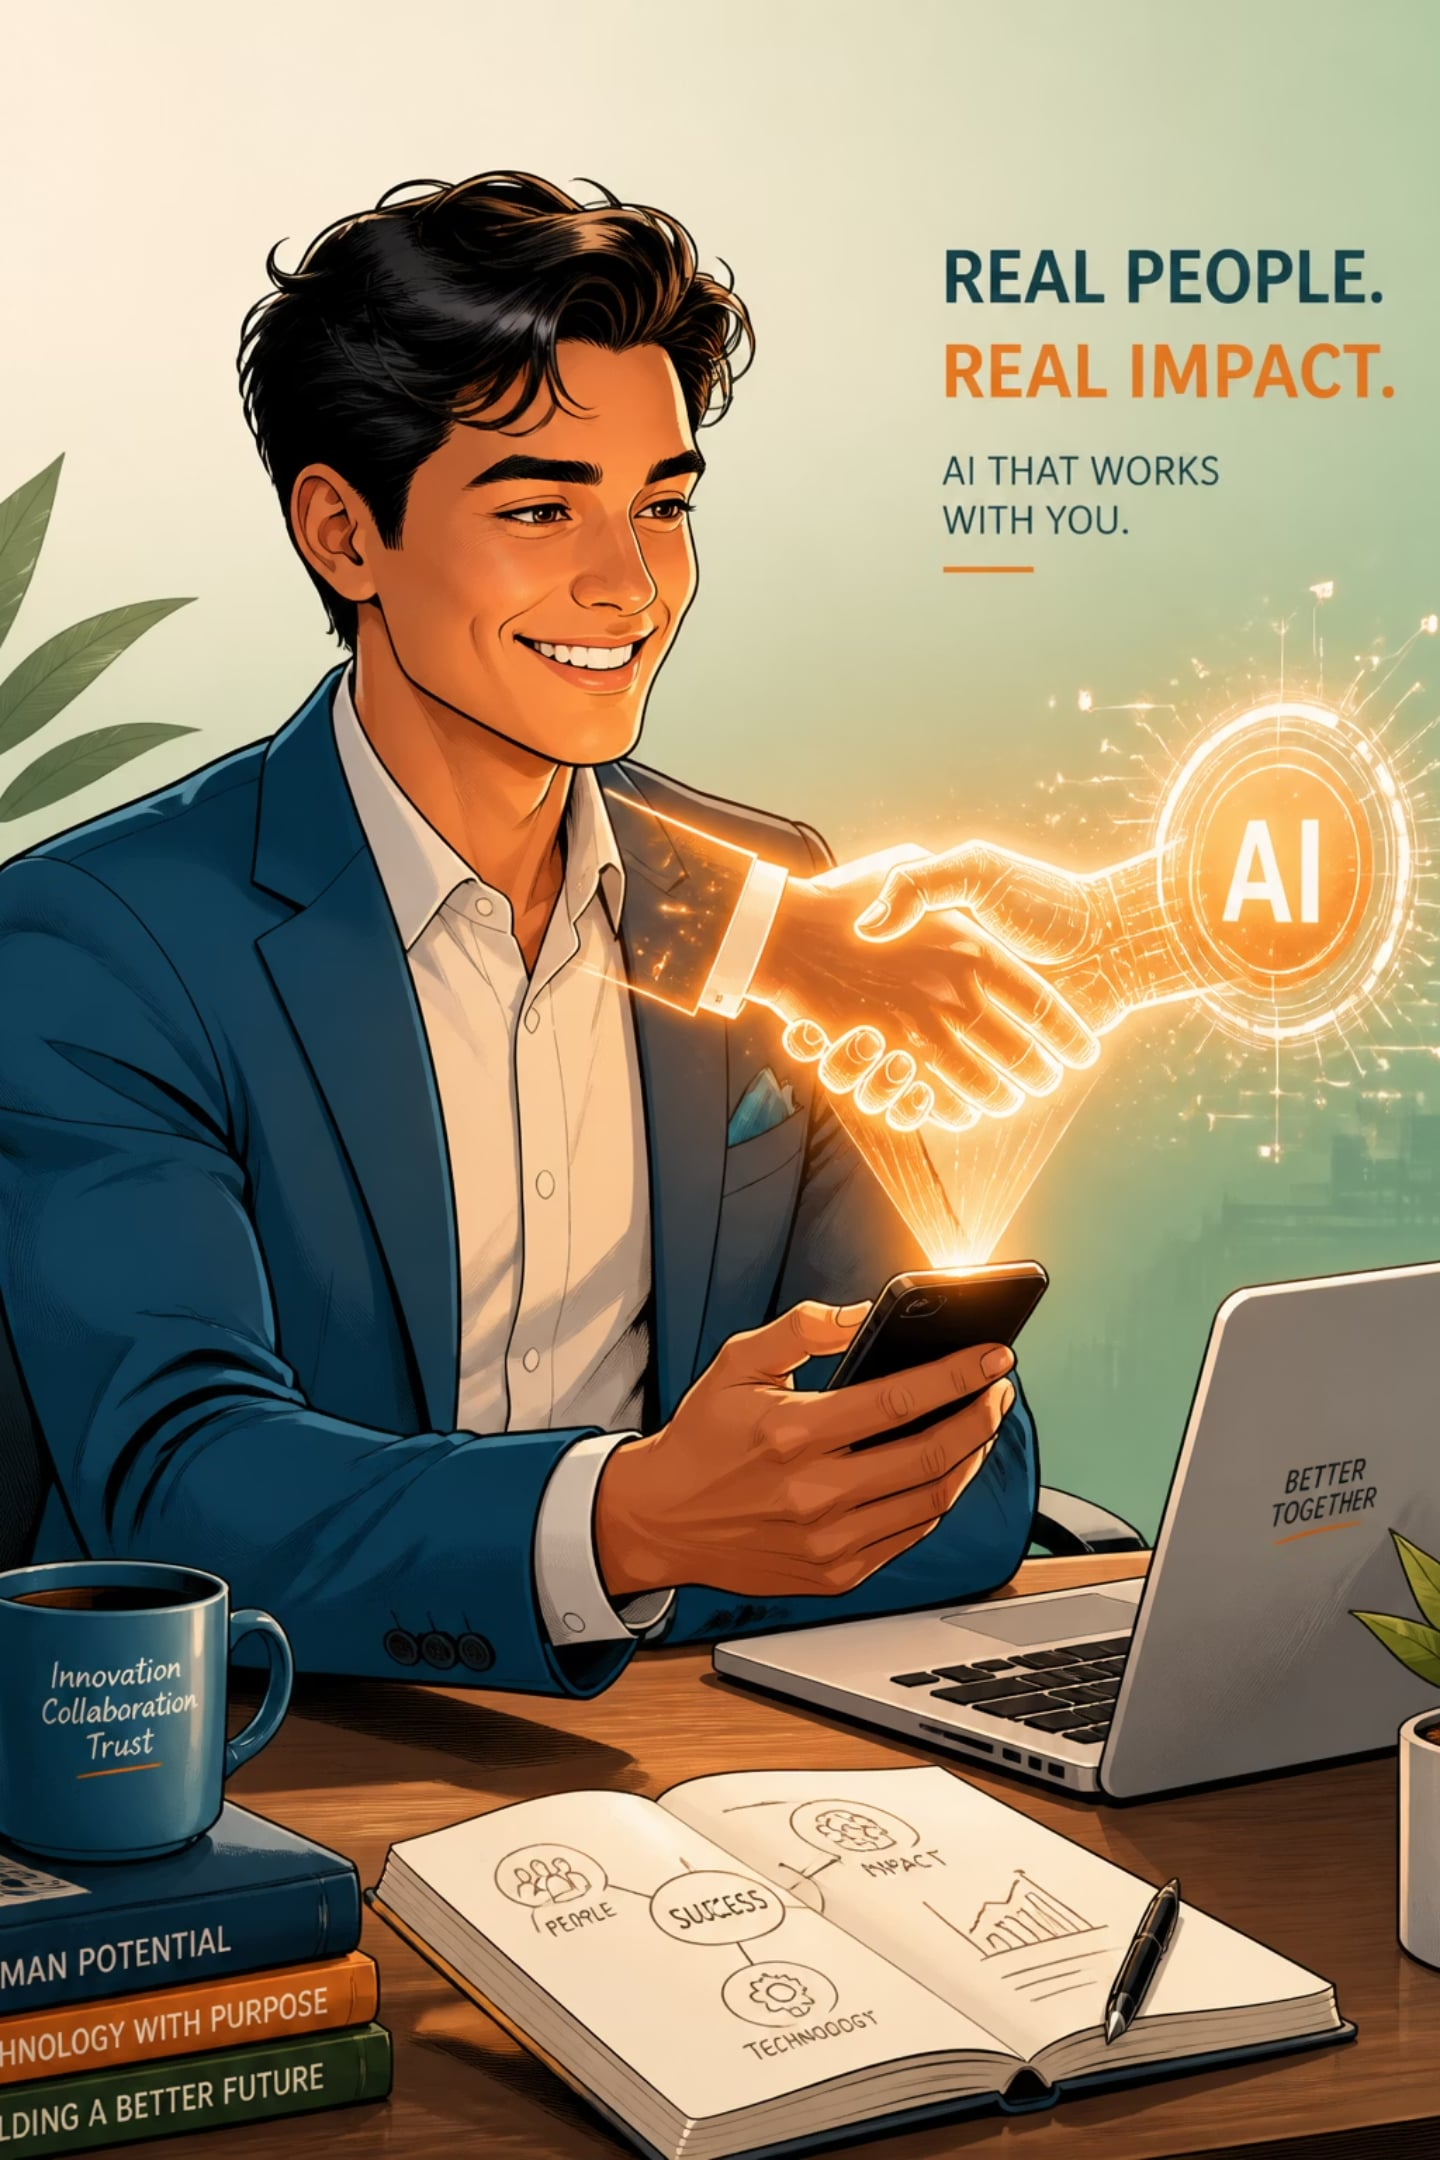 REAL PEOPLE.
REAL IMPACT.
AI THAT WORKS
WITH YOU.
AI
BETTER
TOGETHER
Innovation
Collaboration
Trust
MAN POTENTIAL
HNOLOGY WITH PURPOSE
LDING A BETTER FUTURE
SUCCESS
TECHNOOOGY